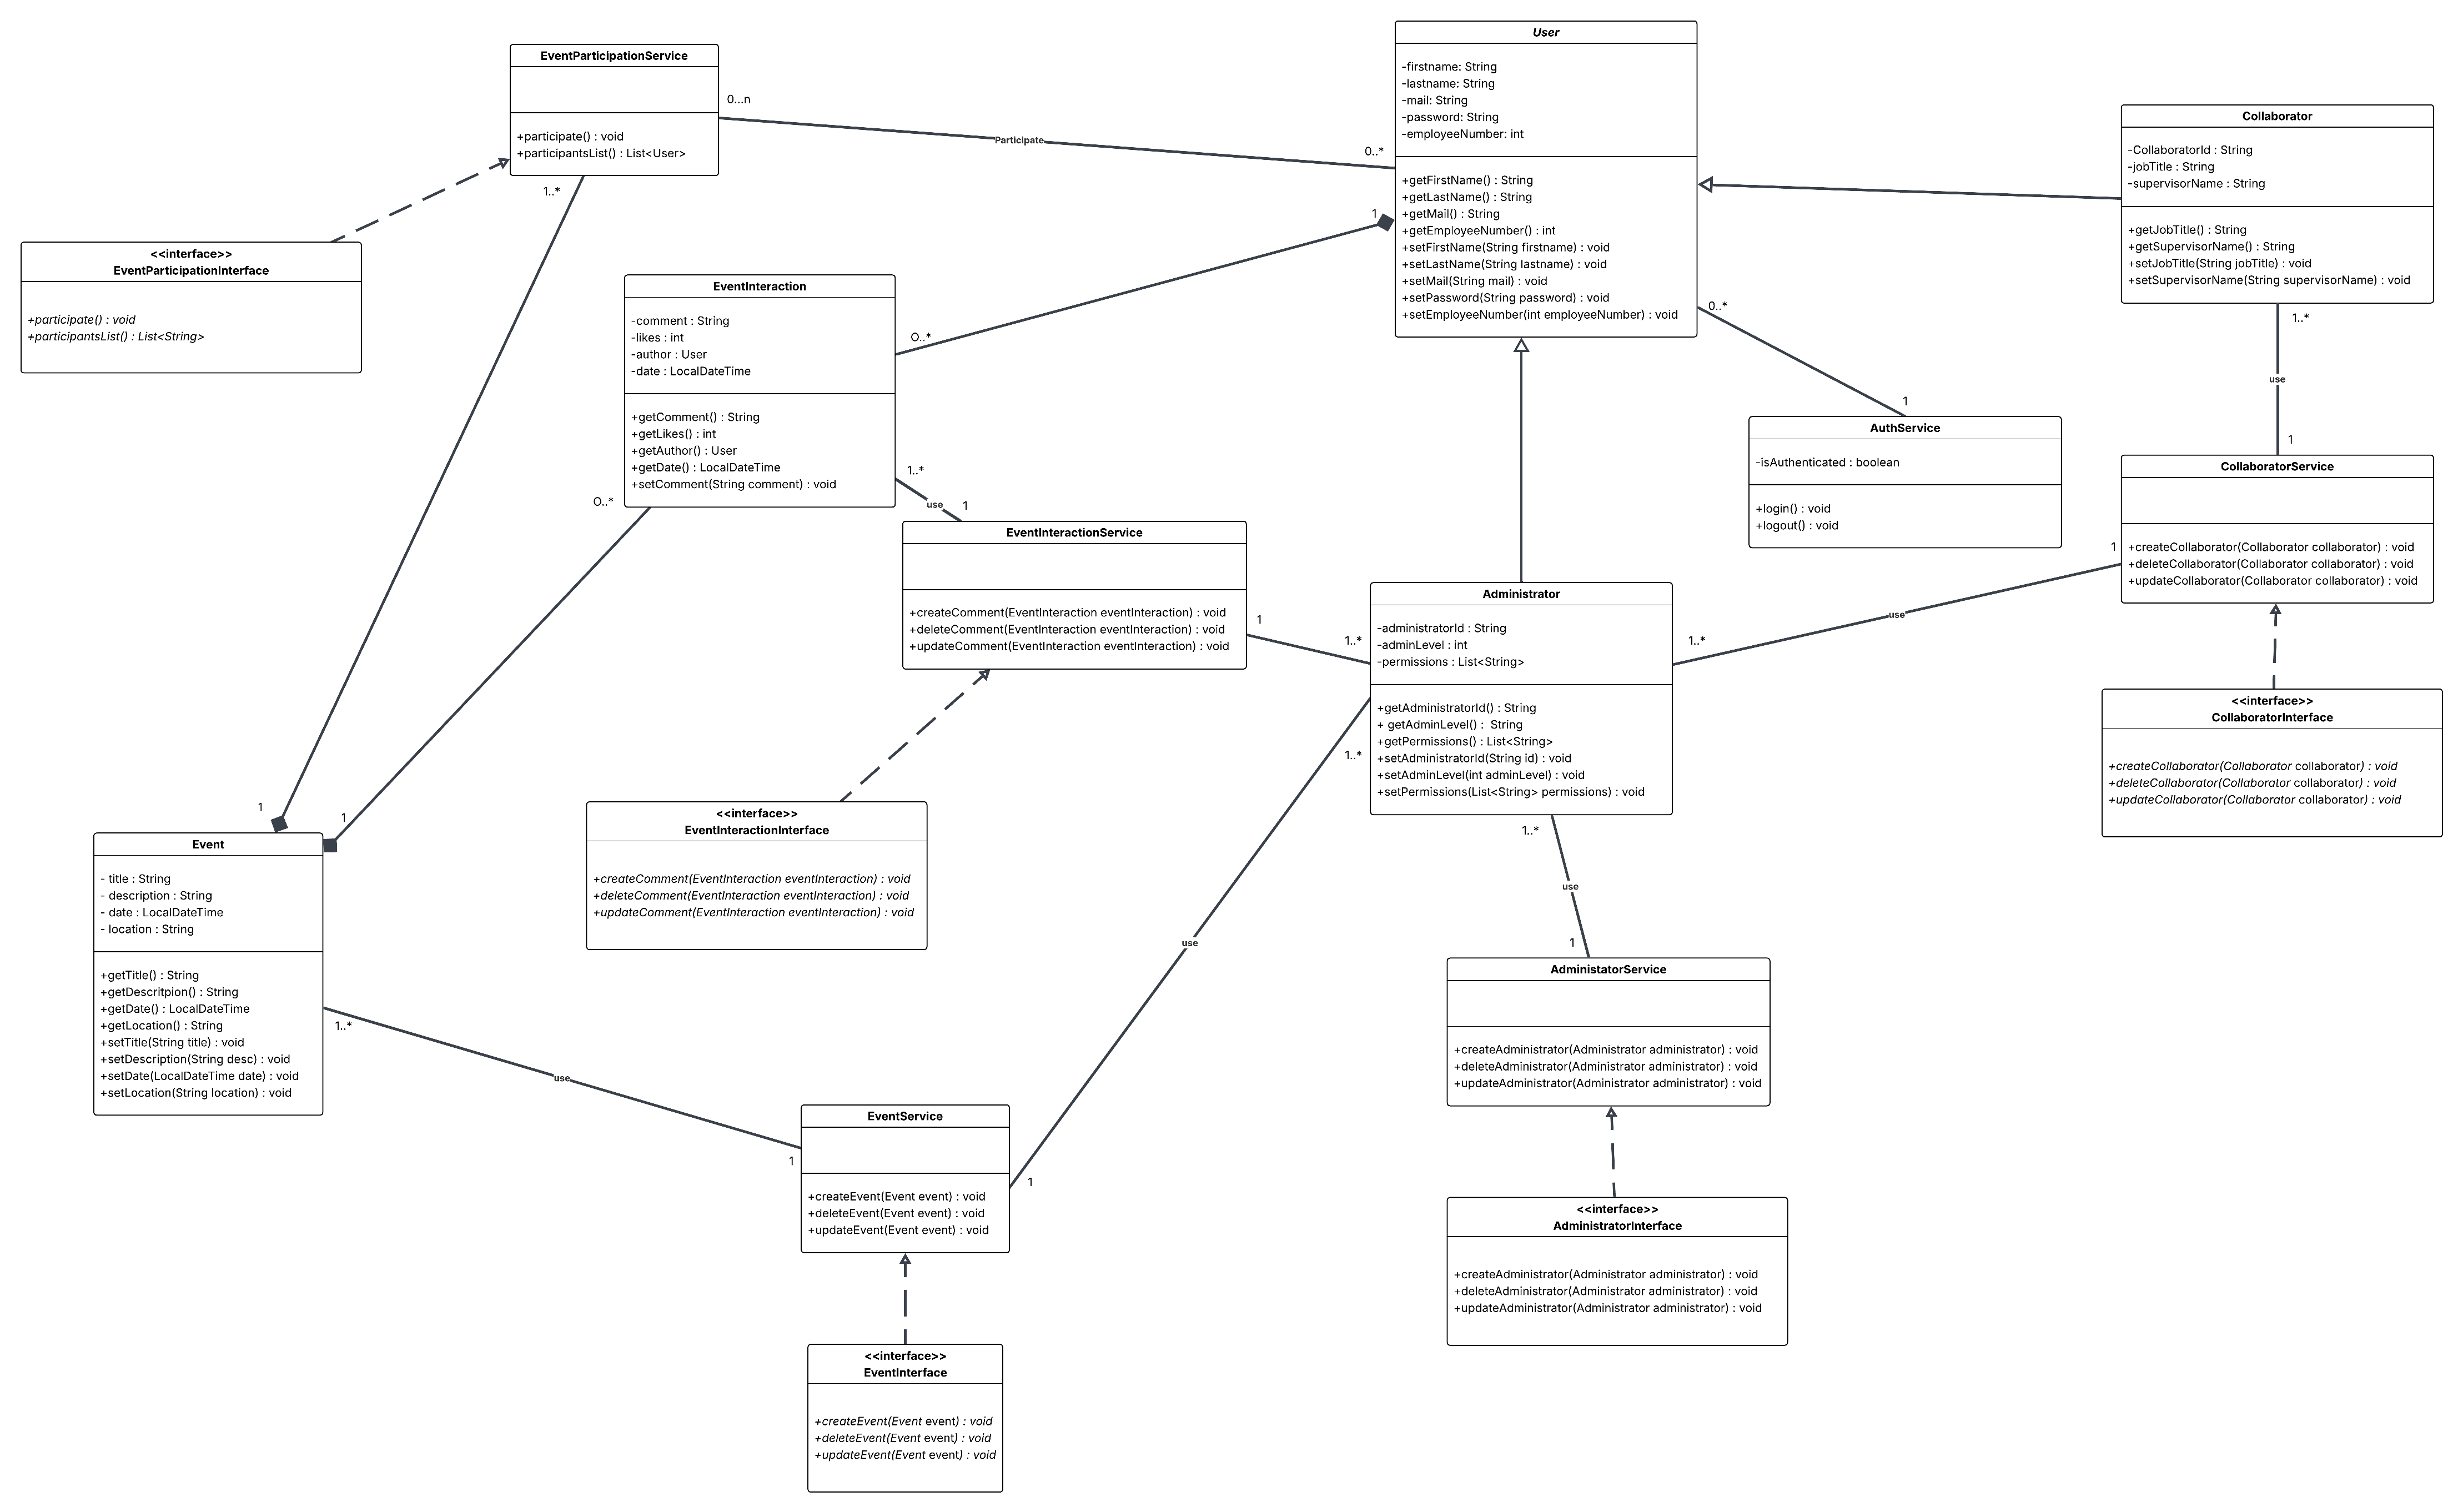 EventParticipationService
+participate() : void
+participantsList() : List<User>
0...n
Participate
0..*
1..*
User
-firstname: String
-lastname: String
-mail: String
-password: String
-employeeNumber: int
+getFirstName() : String
+getLastName() : String
+getMail() : String
+getEmployeeNumber() : int
+setFirstName(String firstname) : void
+setLastName(String lastname) : void
+setMail(String mail) : void
+setPassword(String password) : void
+setEmployeeNumber(int employeeNumber) : void
1
0..*
Collaborator
-CollaboratorId : String
-jobTitle : String
-supervisorName : String
+getJobTitle() : String
+getSupervisorName() : String
+setJobTitle(String jobTitle) : void
+setSupervisorName(String supervisorName) : void
1..*
use
1
<<interface>>
EventParticipationInterface
+participate() : void
+participantsList() : List<String>
EventInteraction
-comment : String
-likes : int
-author : User
-date : LocalDateTime
+getComment() : String
+getLikes() : int
+getAuthor() : User
+getDate() : LocalDateTime
+setComment(String comment) : void
O..*
O..*
1..*
use
1
1
AuthService
-isAuthenticated : boolean
+login() : void
+logout() : void
CollaboratorService
+createCollaborator(Collaborator collaborator) : void
+deleteCollaborator(Collaborator collaborator) : void
+updateCollaborator(Collaborator collaborator) : void
1
use
1..*
EventInteractionService
+createComment(EventInteraction eventInteraction) : void
+deleteComment(EventInteraction eventInteraction) : void
+updateComment(EventInteraction eventInteraction) : void
1
1..*
Administrator
-administratorId : String
-adminLevel : int
-permissions : List<String>
+getAdministratorId() : String
+ getAdminLevel() :  String
+getPermissions() : List<String>
+setAdministratorId(String id) : void
+setAdminLevel(int adminLevel) : void
+setPermissions(List<String> permissions) : void
1..*
1..*
use
1
<<interface>>
CollaboratorInterface
+createCollaborator(Collaborator collaborator) : void
+deleteCollaborator(Collaborator collaborator) : void
+updateCollaborator(Collaborator collaborator) : void
<<interface>>
EventInteractionInterface
+createComment(EventInteraction eventInteraction) : void
+deleteComment(EventInteraction eventInteraction) : void
+updateComment(EventInteraction eventInteraction) : void
1
1
Event
- title : String
- description : String
- date : LocalDateTime
- location : String
+getTitle() : String
+getDescritpion() : String
+getDate() : LocalDateTime
+getLocation() : String
+setTitle(String title) : void
+setDescription(String desc) : void
+setDate(LocalDateTime date) : void
+setLocation(String location) : void
1..*
use
1
use
1
AdministatorService
+createAdministrator(Administrator administrator) : void
+deleteAdministrator(Administrator administrator) : void
+updateAdministrator(Administrator administrator) : void
EventService
+createEvent(Event event) : void
+deleteEvent(Event event) : void
+updateEvent(Event event) : void
<<interface>>
AdministratorInterface
+createAdministrator(Administrator administrator) : void
+deleteAdministrator(Administrator administrator) : void
+updateAdministrator(Administrator administrator) : void
<<interface>>
EventInterface
+createEvent(Event event) : void
+deleteEvent(Event event) : void
+updateEvent(Event event) : void